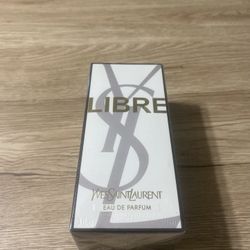 LIBRE
YVESSAINTLAURENT
EAU DE PARFUM